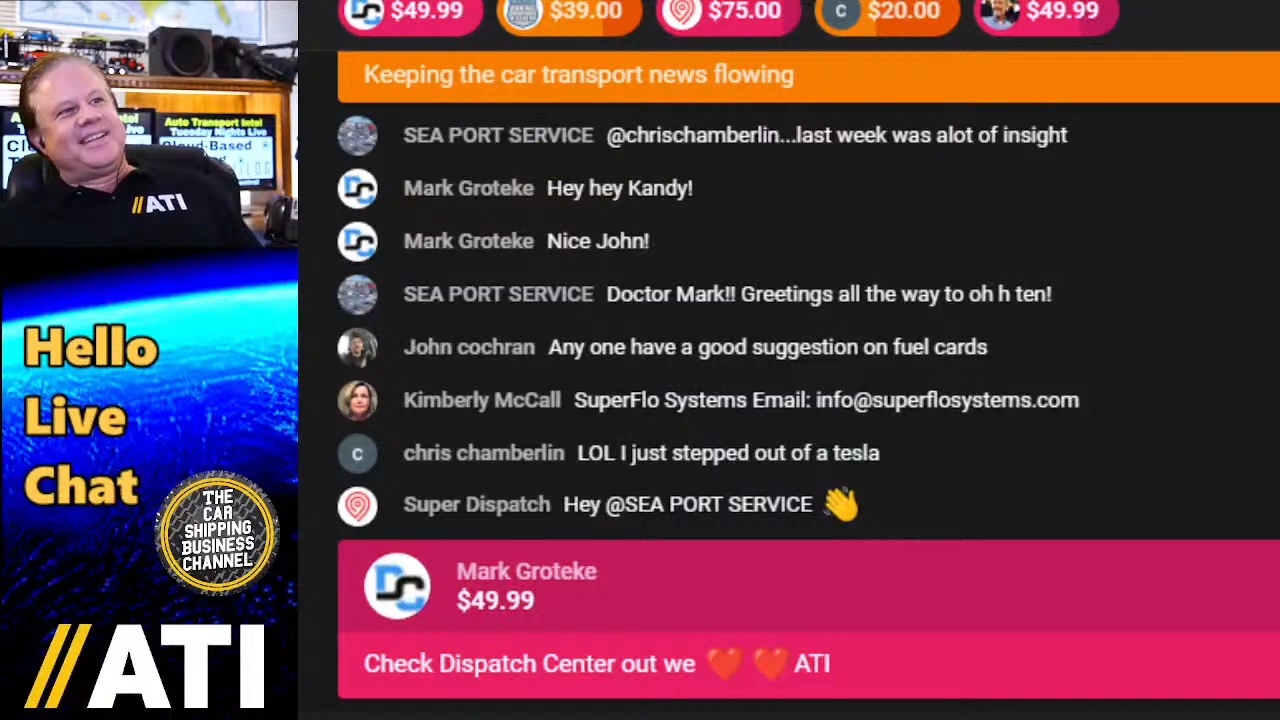 $49.99
$39.00
$75.00
C $20.00
$49.99
Keeping the car transport news flowing
SEA PORT SERVICE @chrischamberlin...last week was alot of insight
Mark Groteke Hey hey Kandy!
Mark Groteke Nice John!
SEA PORT SERVICE Doctor Mark!! Greetings all the way to oh h ten!
John cochran Any one have a good suggestion on fuel cards
Kimberly McCall SuperFlo Systems Email: info@superflosystems.com
C chris chamberlin LOL I just stepped out of a tesla
Super Dispatch Hey @SEA PORT SERVICE 👋
Mark Groteke
$49.99
Check Dispatch Center out we ❤️ ❤️ ATI
Auto Transport Intel
Tuesday Nights Live
Cloud-Based
//ATI
Hello
Live
Chat
THE
CAR
SHIPPING
BUSINESS
CHANNEL
//ATI